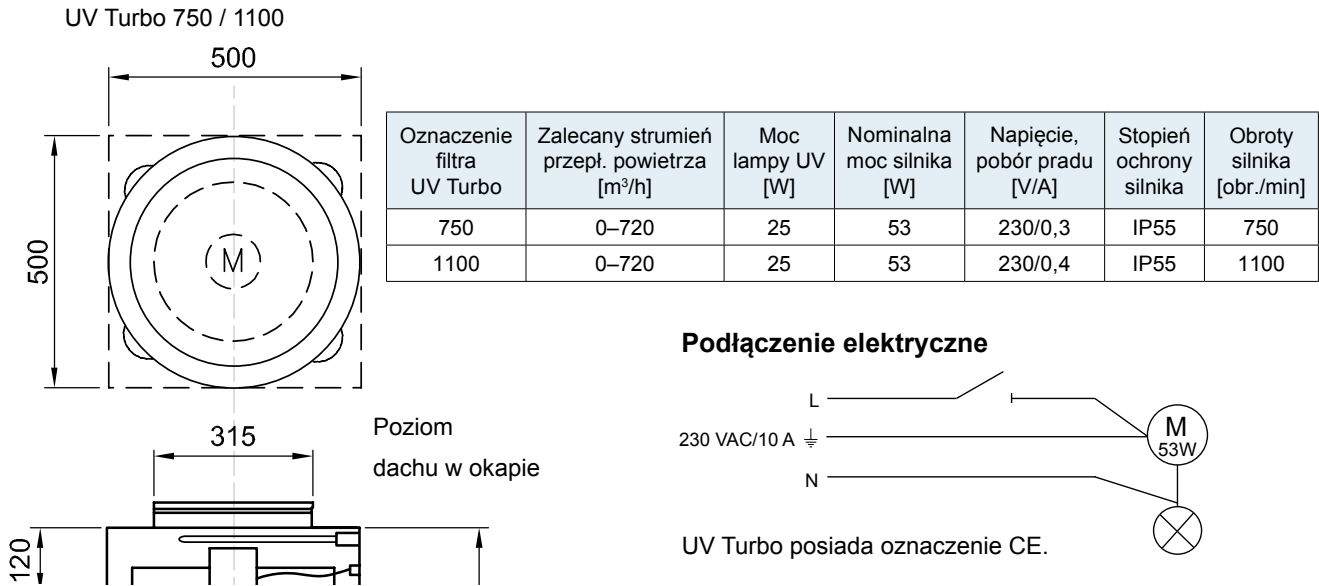 UV Turbo 750 / 1100
500
500
M
Oznaczenie filtra UV Turbo Zalecany strumień przepł. powietrza [m³/h] Moc lampy UV [W] Nominalna moc silnika [W] Napięcie, pobór pradu [V/A] Stopień ochrony silnika Obroty silnika [obr./min]
750 0–720 25 53 230/0,3 IP55 750
1100 0–720 25 53 230/0,4 IP55 1100
Podłączenie elektryczne
L
230 VAC/10 A
N
M
53W
UV Turbo posiada oznaczenie CE.
315
Poziom
dachu w okapie
120